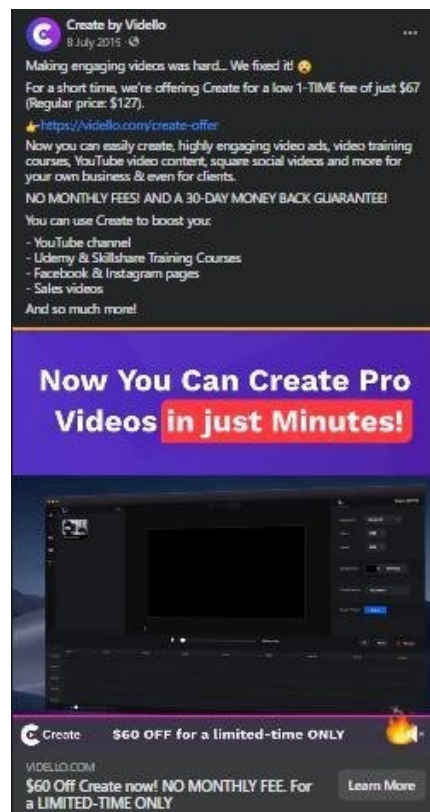 Create by Vidello
8 July 2015
Making engaging videos was hard... We fixed it! 😮
For a short time, we're offering Create for a low 1-TIME fee of just $67
(Regular price: $127).
👉https://vidello.com/create-offer
Now you can easily create, highly engaging video ads, video training
courses, YouTube video content, square social videos and more for
your own business & even for clients.
NO MONTHLY FEES! AND A 30-DAY MONEY BACK GUARANTEE!
You can use Create to boost you:
- YouTube channel
- Udemy & Skillshare Training Courses
- Facebook & Instagram pages
- Sales videos
And so much more!
Now You Can Create Pro
Videos in just Minutes!
Create $60 OFF for a limited-time ONLY
VIDELLO.COM
$60 Off Create now! NO MONTHLY FEE. For
a LIMITED-TIME ONLY
Learn More